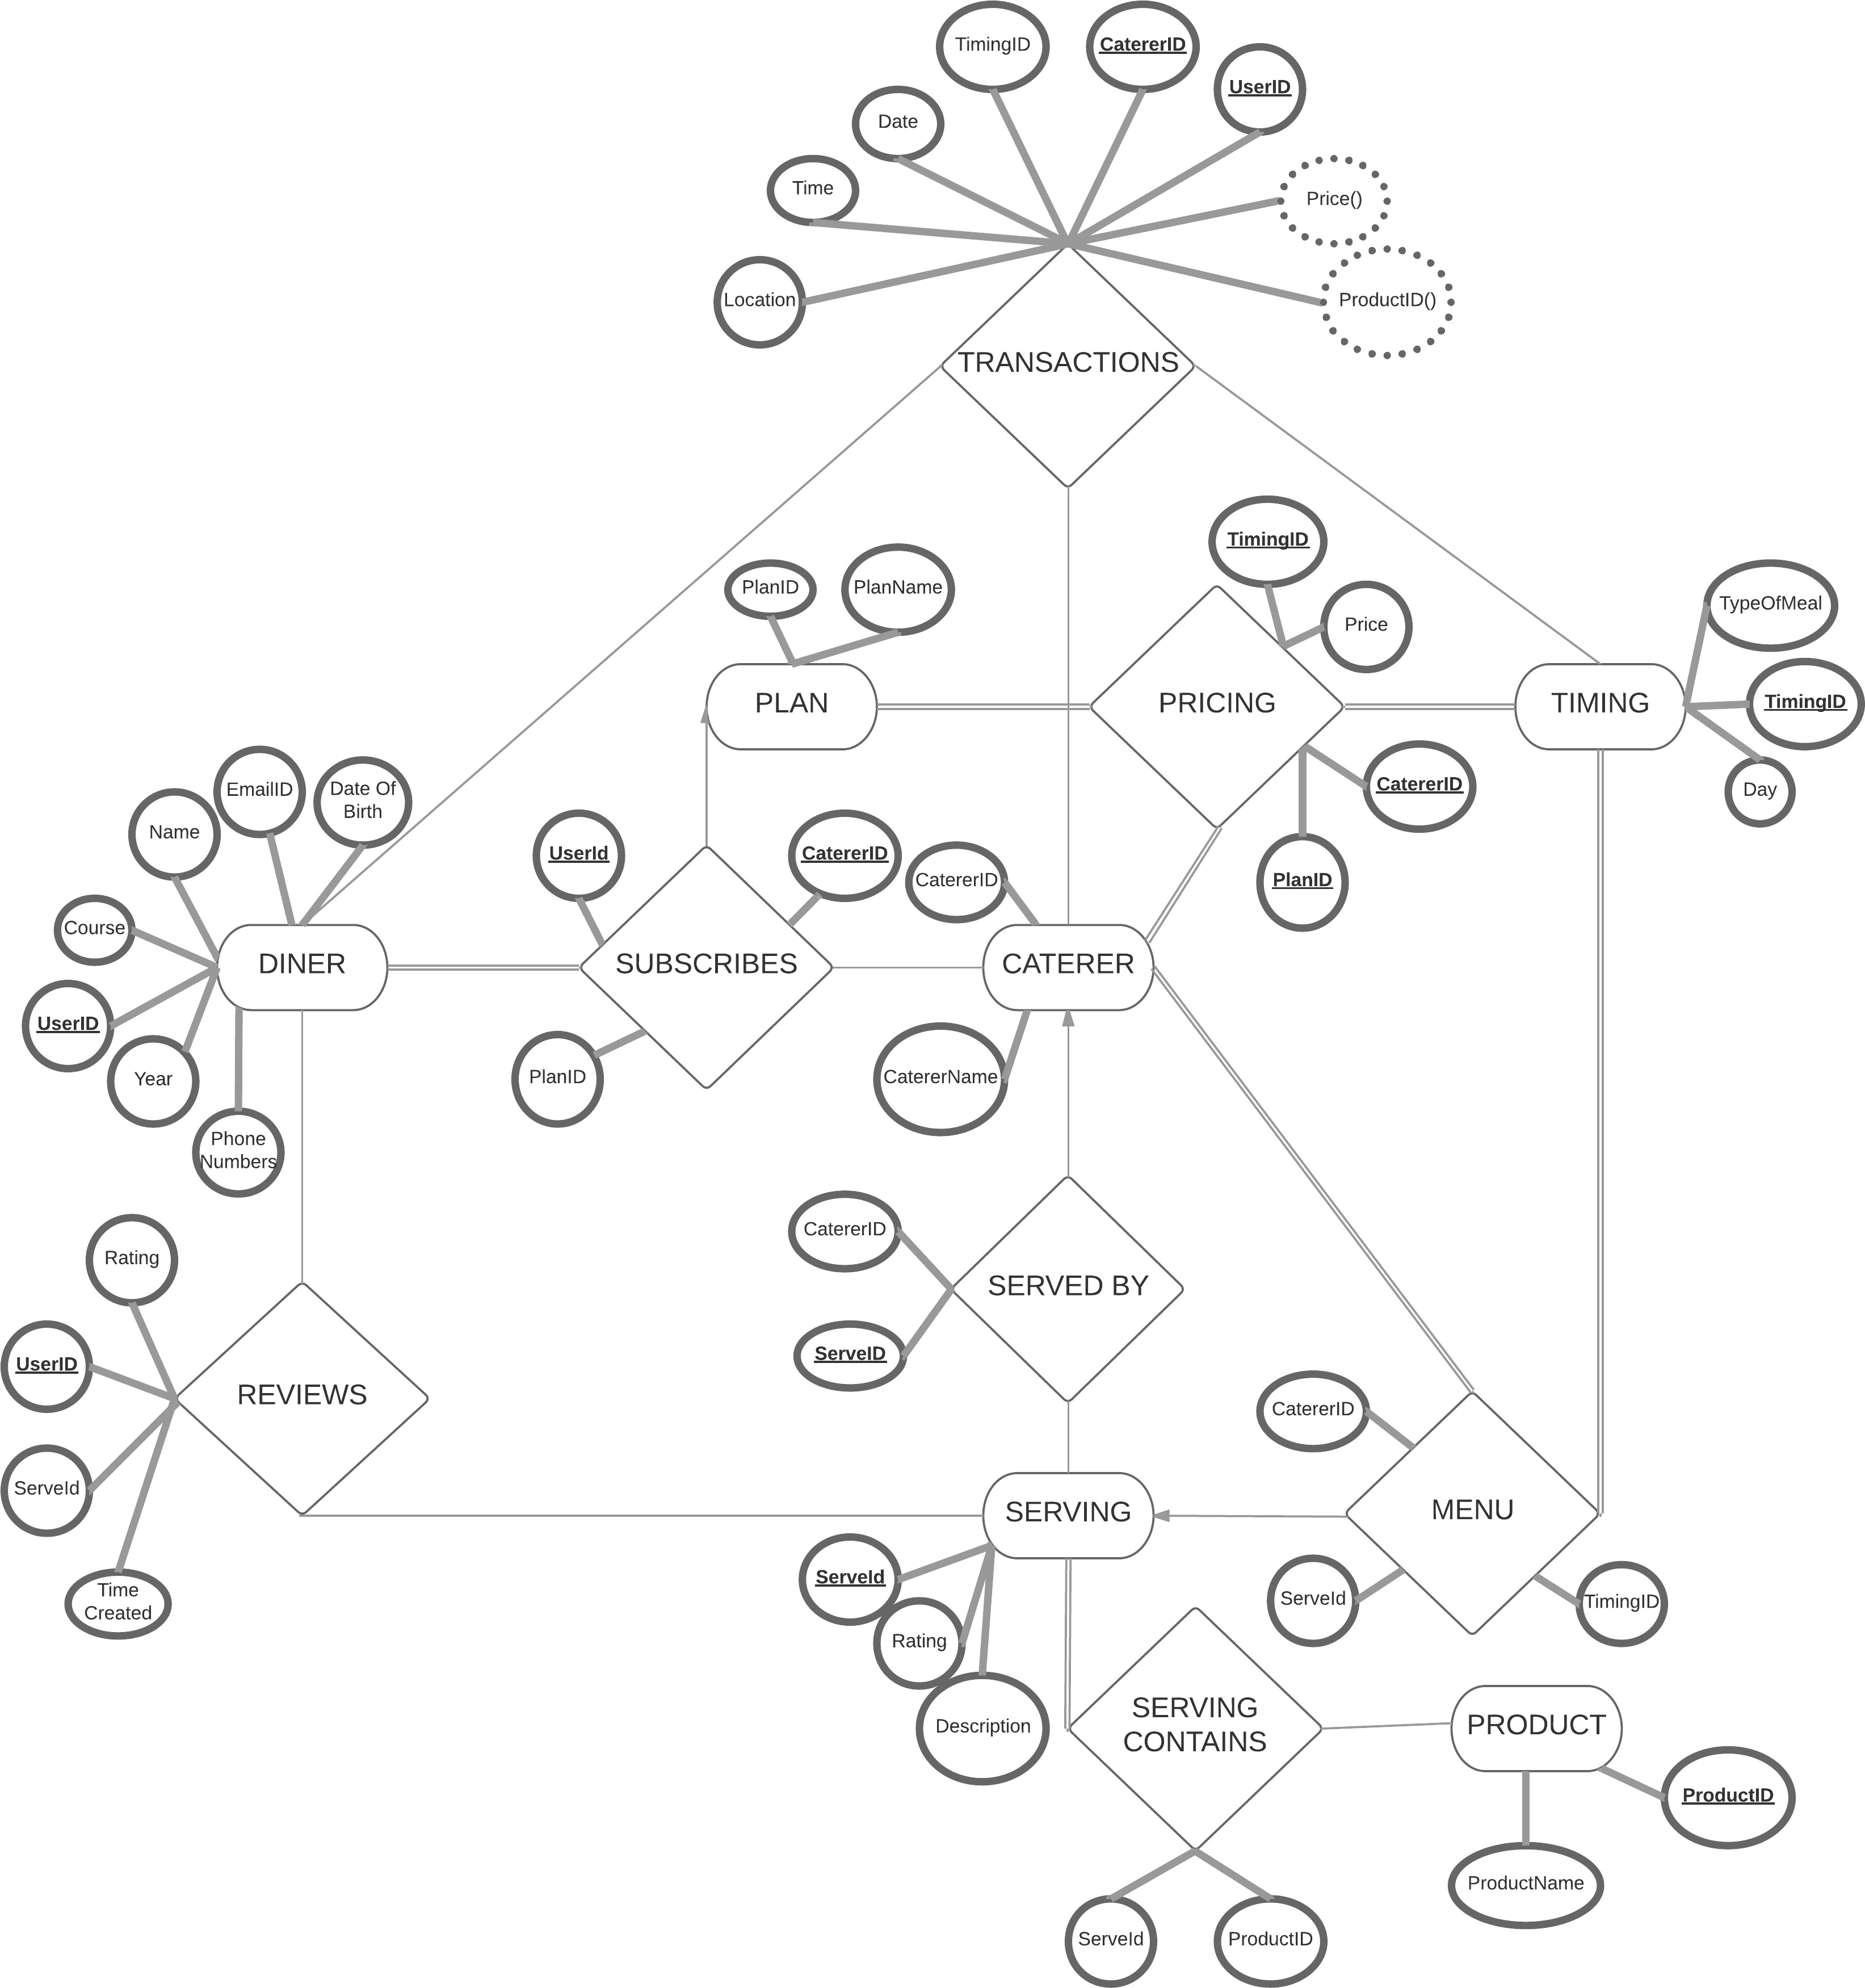 TimingID
CatererID
UserID
Date
Time
Price()
Location
ProductID()
TRANSACTIONS
TimingID
PlanID
PlanName
Price
TypeOfMeal
PLAN
PRICING
TIMING
TimingID
CatererID
Day
PlanID
EmailID
Date Of
Birth
Name
UserId
CatererID
CatererID
Course
DINER
SUBSCRIBES
CATERER
UserID
Year
PlanID
CatererName
Phone
Numbers
Rating
CatererID
SERVED BY
ServeID
UserID
REVIEWS
CatererID
ServeId
SERVING
MENU
Time
Created
ServeId
Rating
Description
ServeId
TimingID
SERVING
CONTAINS
PRODUCT
ProductID
ProductName
ServeId
ProductID